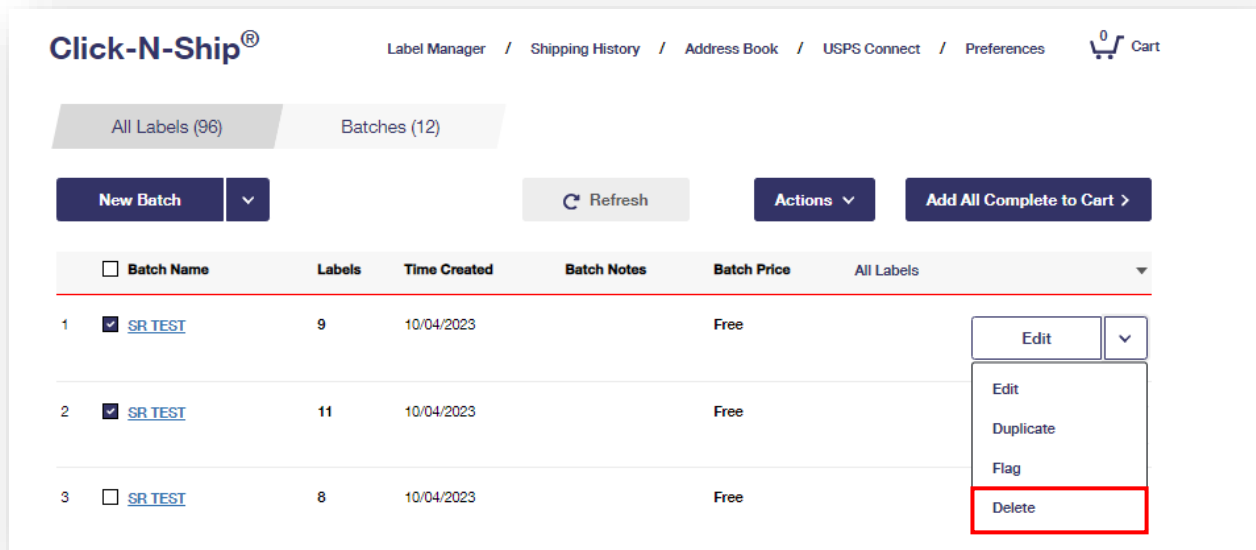 Click-N-Ship®
Label Manager / Shipping History / Address Book / USPS Connect / Preferences 0 Cart
All Labels (96) Batches (12)
New Batch Refresh Actions Add All Complete to Cart >
Batch Name Labels Time Created Batch Notes Batch Price All Labels
1 SR TEST 9 10/04/2023 Free Edit
Edit
2 SR TEST 11 10/04/2023 Free
Duplicate
Flag
3 SR TEST 8 10/04/2023 Free
Delete